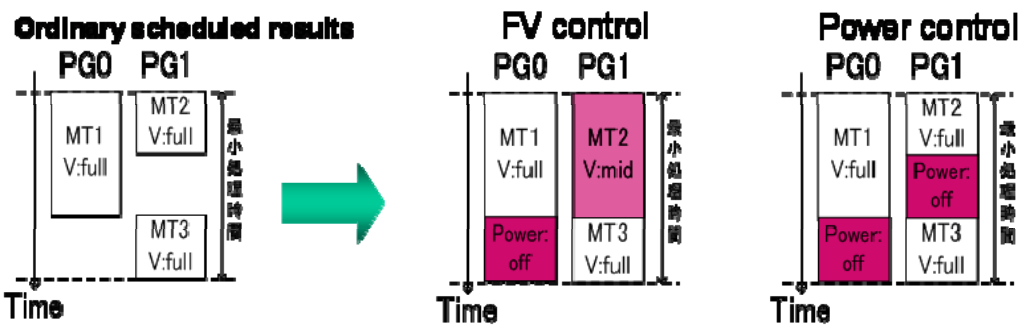 Ordinary scheduled results
PG0 PG1
MT1
V:full
MT2
V:full
MT3
V:full
最小処理時間
Time
FV control
PG0 PG1
MT1
V:full
Power:
off
MT2
V:mid
MT3
V:full
最小処理時間
Time
Power control
PG0 PG1
MT1
V:full
Power:
off
MT2
V:full
Power:
off
MT3
V:full
最小処理時間
Time